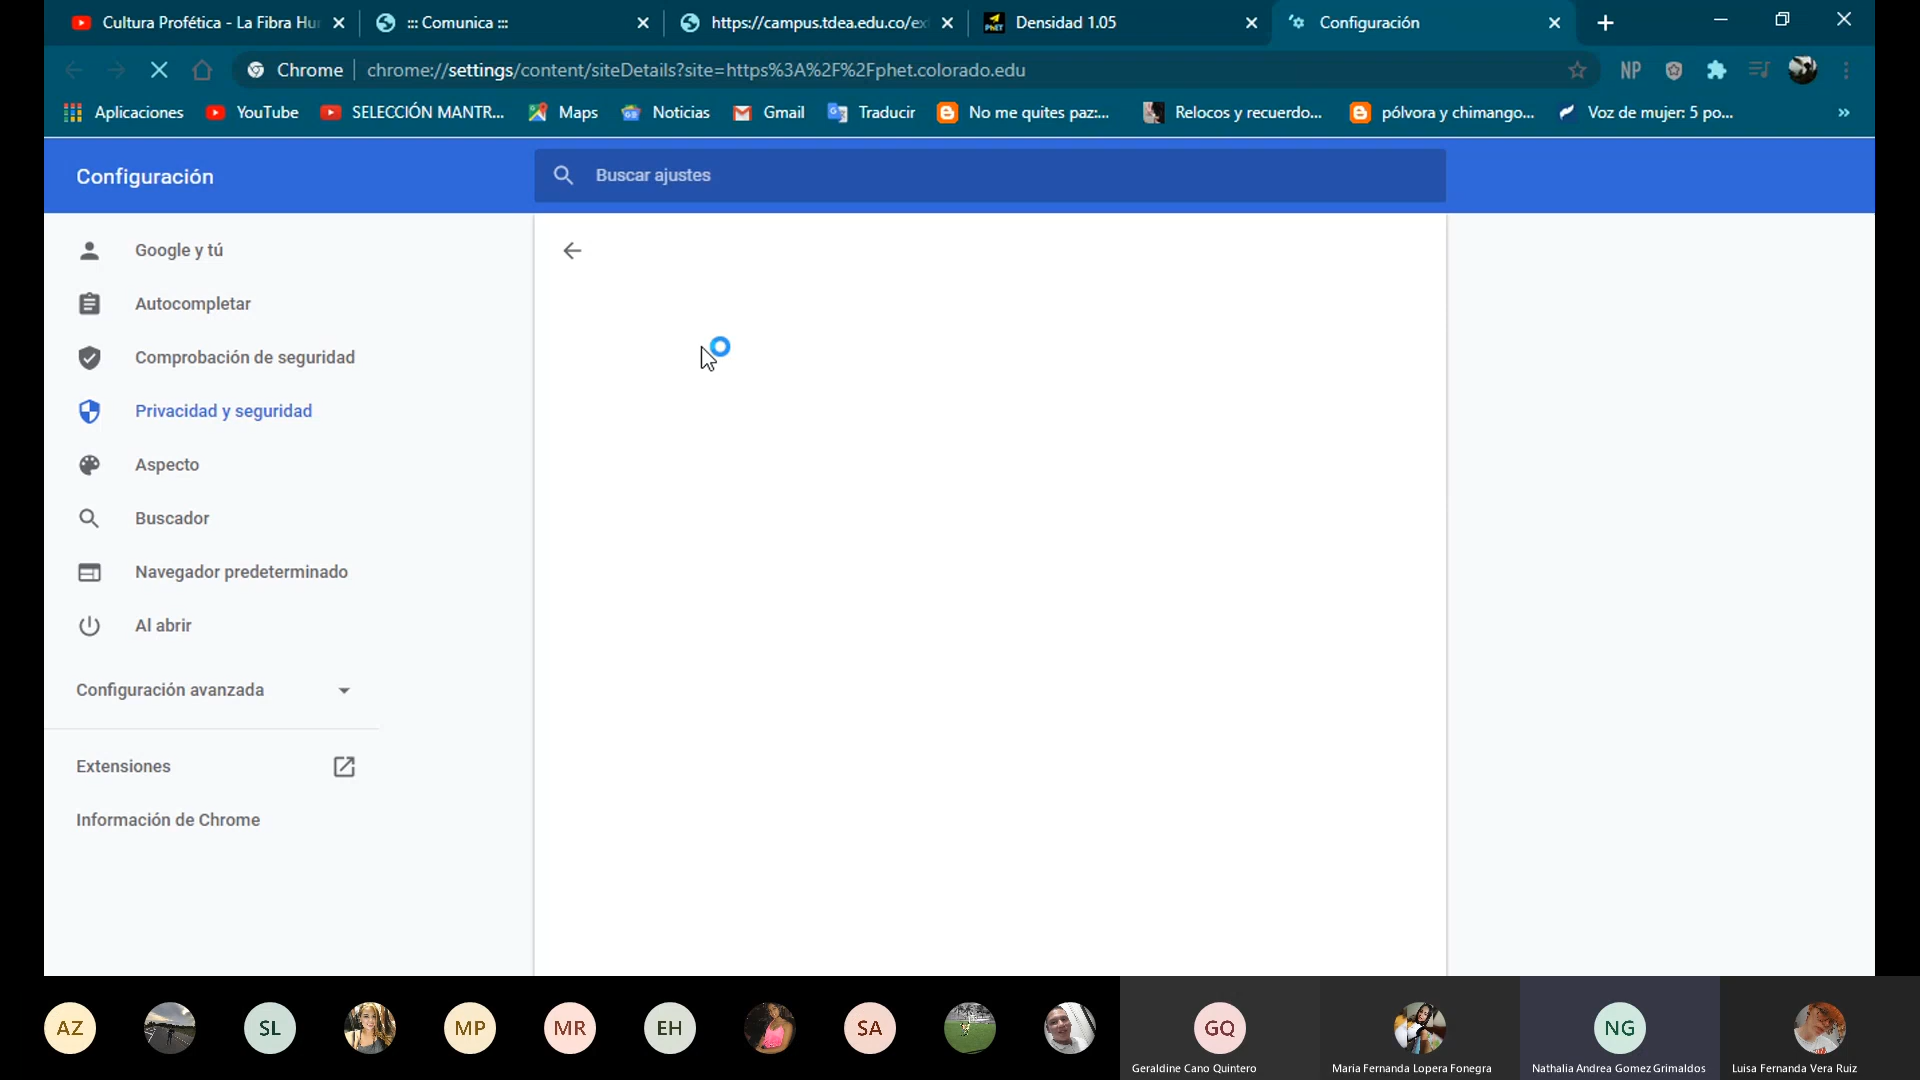 Cultura Profética - La Fibra Hu
::: Comunica :::
https://campus.tdea.edu.co/ex
Densidad 1.05
Configuración
Chrome
chrome://settings/content/siteDetails?site=https%3A%2F%2Fphet.colorado.edu
NP
Aplicaciones
YouTube
SELECCIÓN MANTR...
Maps
Noticias
Gmail
Traducir
No me quites paz:...
Relocos y recuerdo...
pólvora y chimango...
Voz de mujer: 5 po...
»
Configuración
Buscar ajustes
Google y tú
Autocompletar
Comprobación de seguridad
Privacidad y seguridad
Aspecto
Buscador
Navegador predeterminado
Al abrir
Configuración avanzada
Extensiones
Información de Chrome
AZ
SL
MP
MR
EH
SA
GQ
NG
Geraldine Cano Quintero
Maria Fernanda Lopera Fonegra
Nathalia Andrea Gomez Grimaldos
Luisa Fernanda Vera Ruiz